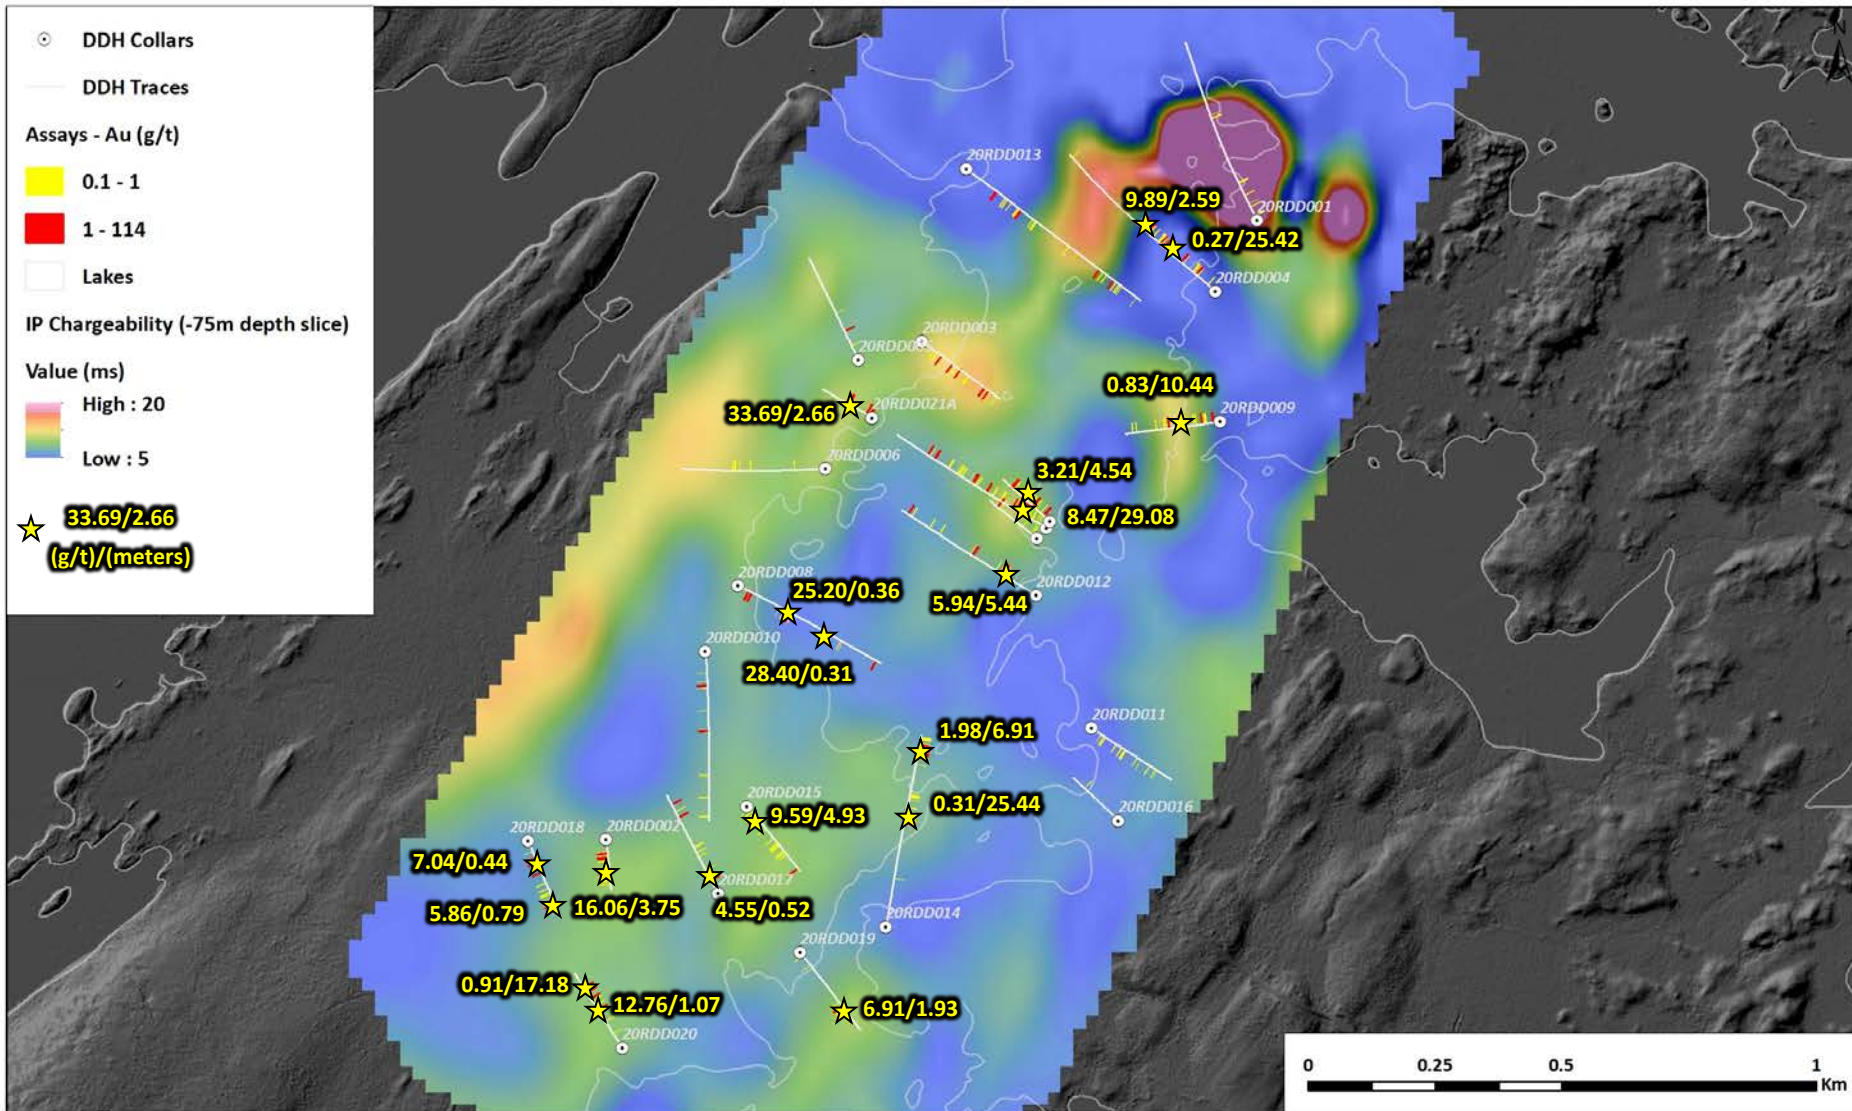 DDH Collars
DDH Traces
Assays - Au (g/t)
0.1 - 1
1 - 114
Lakes
IP Chargeability (-75m depth slice)
Value (ms)
High : 20
Low : 5
33.69/2.66
(g/t)/(meters)
N
20RDD013
9.89/2.59
20RDD001
0.27/25.42
20RDD004
20RDD003
20RDD005
0.83/10.44
33.69/2.66
20RDD021A
20RDD009
20RDD006
3.21/4.54
8.47/29.08
20RDD008
25.20/0.36
20RDD012
5.94/5.44
20RDD010
28.40/0.31
20RDD011
1.98/6.91
20RDD015
0.31/25.44
20RDD016
9.59/4.93
20RDD018
20RDD002
7.04/0.44
20RDD017
5.86/0.79
16.06/3.75
4.55/0.52
20RDD014
20RDD019
0.91/17.18
12.76/1.07
6.91/1.93
20RDD020
0
0.25
0.5
1
Km